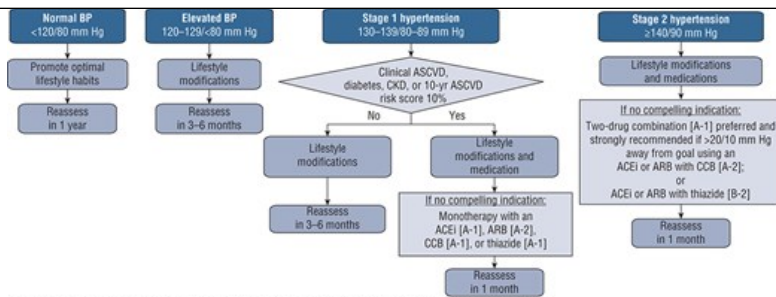 Normal BP
<120/80 mm Hg
Promote optimal
lifestyle habits
Reassess
in 1 year
Elevated BP
120–129/<80 mm Hg
Lifestyle
modifications
Reassess
in 3–6 months
Stage 1 hypertension
130–139/80–89 mm Hg
Clinical ASCVD,
diabetes, CKD, or 10-yr ASCVD
risk score 10%
No
Yes
Lifestyle
modifications
Reassess
in 3–6 months
Lifestyle
modifications and
medication
If no compelling indication:
Monotherapy with an
ACEi [A-1], ARB [A-2],
CCB [A-1], or thiazide [A-1]
Reassess
in 1 month
Stage 2 hypertension
≥140/90 mm Hg
Lifestyle modifications
and medications
If no compelling indication:
Two-drug combination [A-1] preferred and
strongly recommended if >20/10 mm Hg
away from goal using an
ACEi or ARB with CCB [A-2];
or
ACEi or ARB with thiazide [B-2]
Reassess
in 1 month